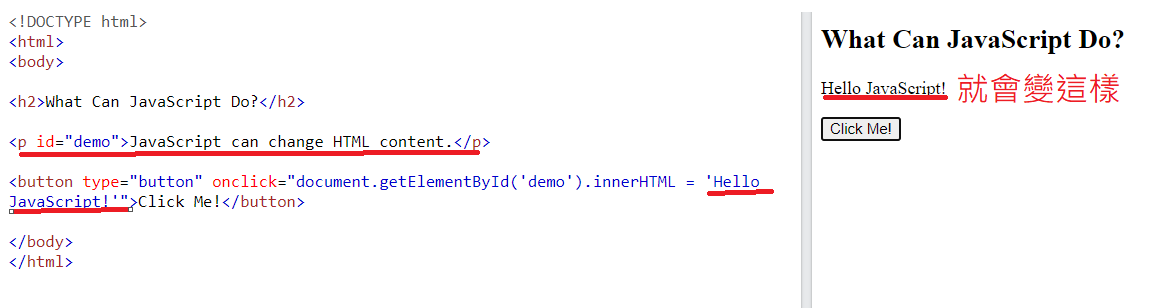 <!DOCTYPE html>
<html>
<body>
<h2>What Can JavaScript Do?</h2>
<p id="demo">JavaScript can change HTML content.</p>
<button type="button" onclick="document.getElementById('demo').innerHTML = 'Hello
JavaScript!'">Click Me!</button>
</body>
</html>
What Can JavaScript Do?
Hello JavaScript! 就會變這樣
Click Me!